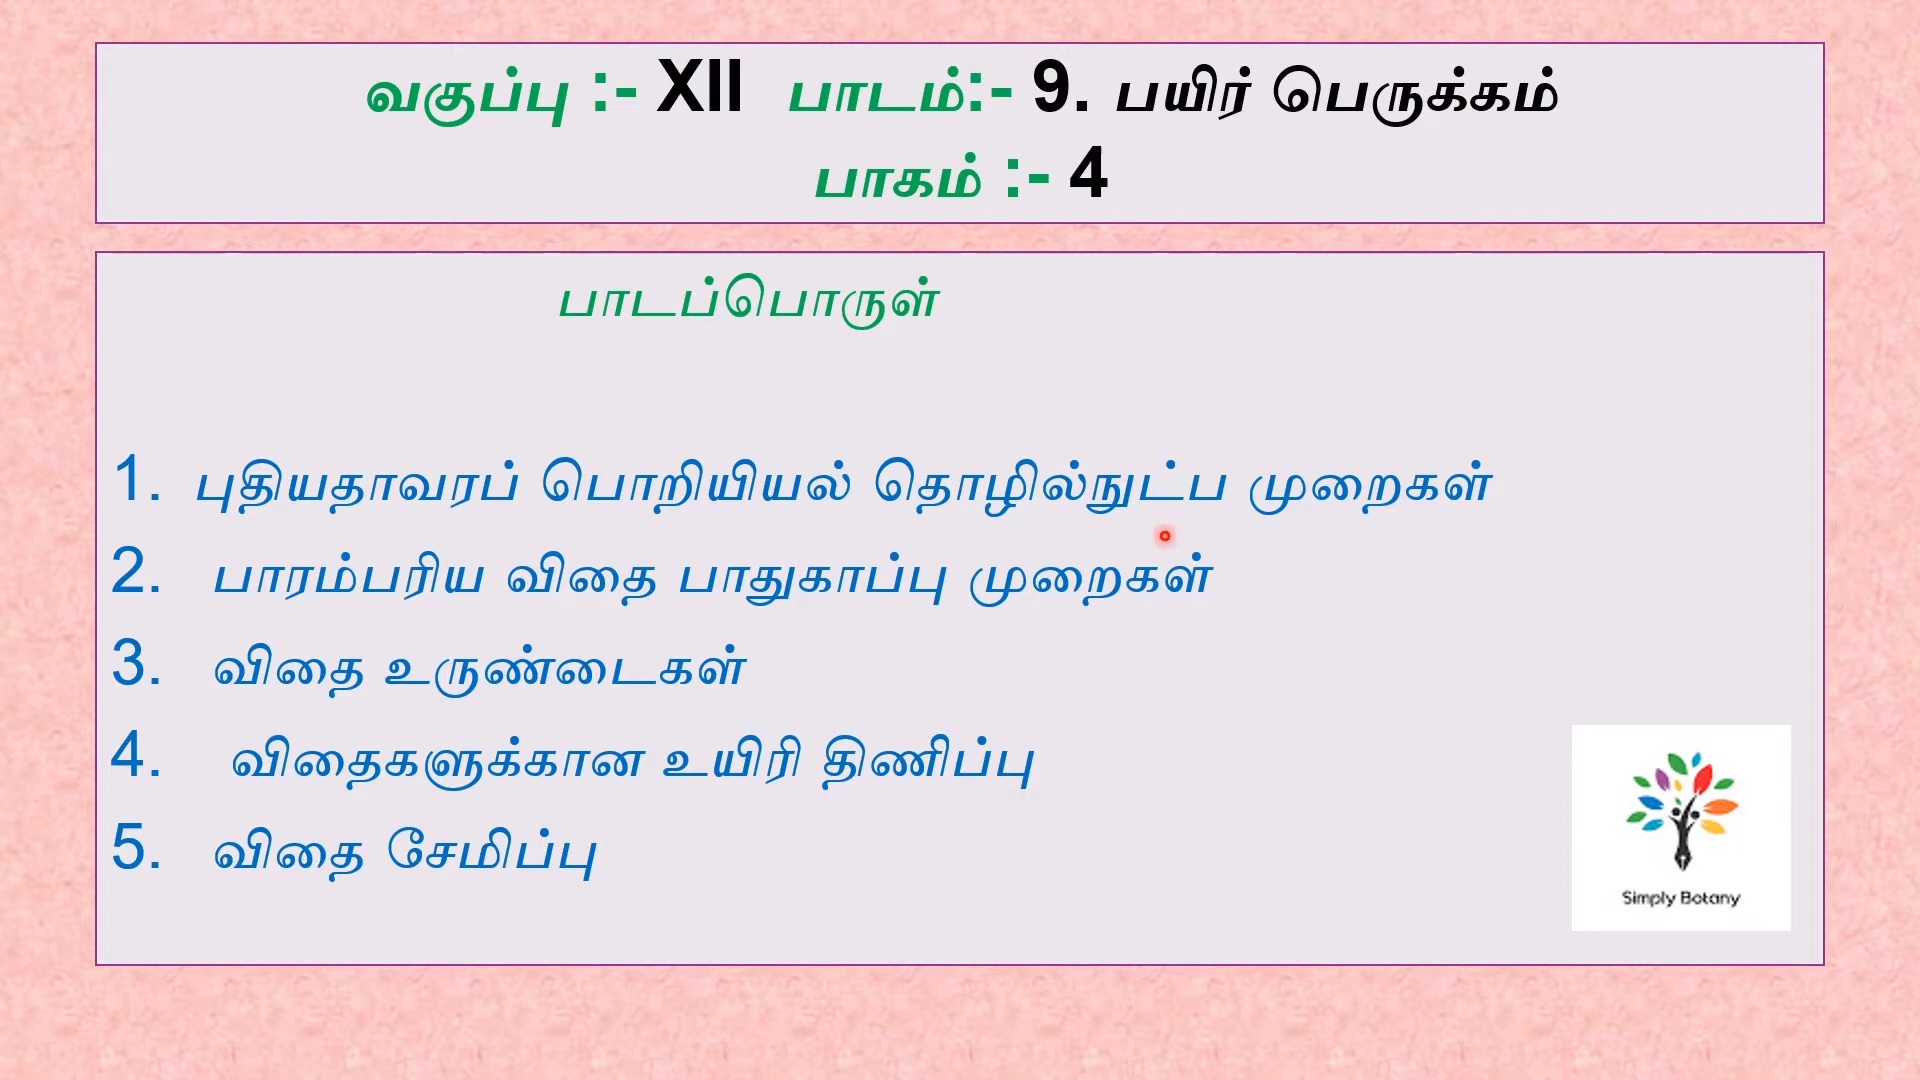 வகுப்பு :- XII பாடம்:- 9. பயிர் பெருக்கம்
பாகம் :- 4
பாடப்பொருள்
1. புதியதாவரப் பொறியியல் தொழில்நுட்ப முறைகள்
2. பாரம்பரிய விதை பாதுகாப்பு முறைகள்
3. விதை உருண்டைகள்
4. விதைகளுக்கான உயிரி திணிப்பு
5. விதை சேமிப்பு
Simply Botany